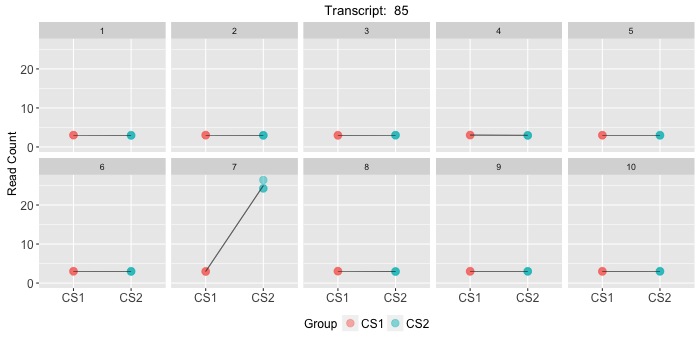 Transcript: 85
1 2 3 4 5
20
10
0
6 7 8 9 10
20
10
0
Read Count
CS1 CS2 CS1 CS2 CS1 CS2 CS1 CS2 CS1 CS2
Group CS1 CS2